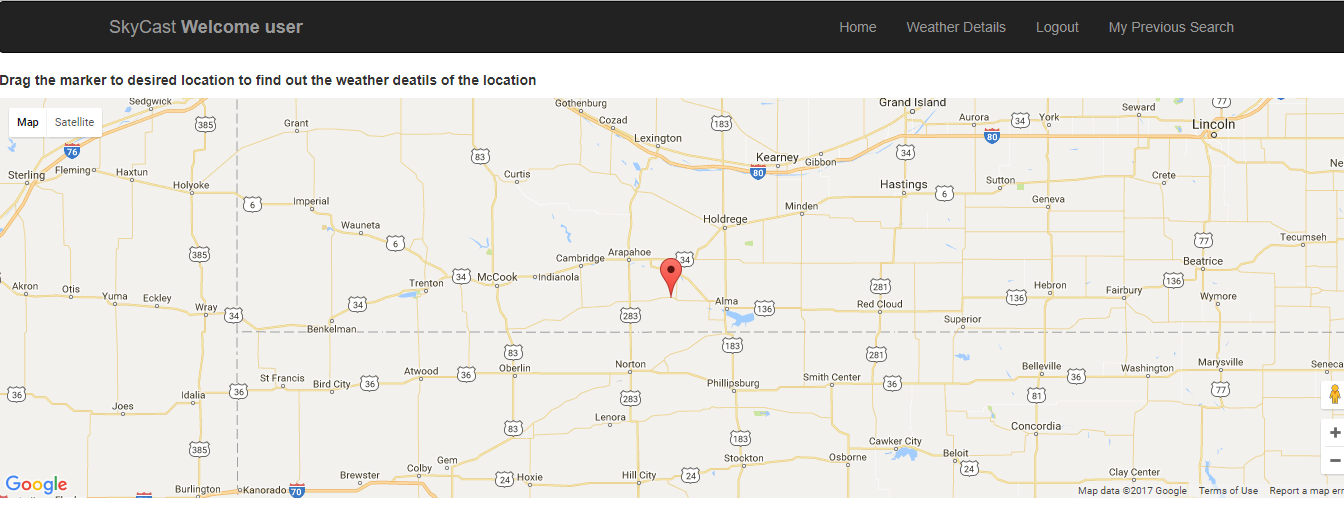 SkyCast Welcome user
Home
Weather Details
Logout
My Previous Search
Drag the marker to desired location to find out the weather deatils of the location
Map
Satellite
Sedgwick
385
Grant
Gothenburg
Cozad
Lexington
183
Grand Island
Aurora
34
York
Seward
77
Lincoln
76
83
Kearney
Gibbon
80
80
34
Sterling
Fleming
Haxtun
Holyoke
Curtis
Hastings
6
Sutton
Crete
Imperial
6
Minden
Geneva
Wauneta
6
Holdrege
385
Arapahoe
34
77
Tecumseh
Cambridge
Beatrice
34
McCook
Indianola
Akron
Otis
Yuma
Eckley
Trenton
281
136
Hebron
136
Fairbury
Wymore
Wray
34
34
Alma
136
Red Cloud
Benkelman
283
Superior
83
183
281
Norton
Oberlin
St Francis
Bird City
36
Atwood
36
Phillipsburg
Smith Center
36
Belleville
36
Washington
Marysville
Seneca
36
Idalia
36
Joes
283
81
77
Lenora
83
183
Concordia
385
Cawker City
Beloit
24
Gem
Colby
Stockton
Osborne
Brewster
24
Hoxie
Hill City
24
Clay Center
Burlington
Kanorado
70
Google
Map data ©2017 Google
Terms of Use
Report a map err